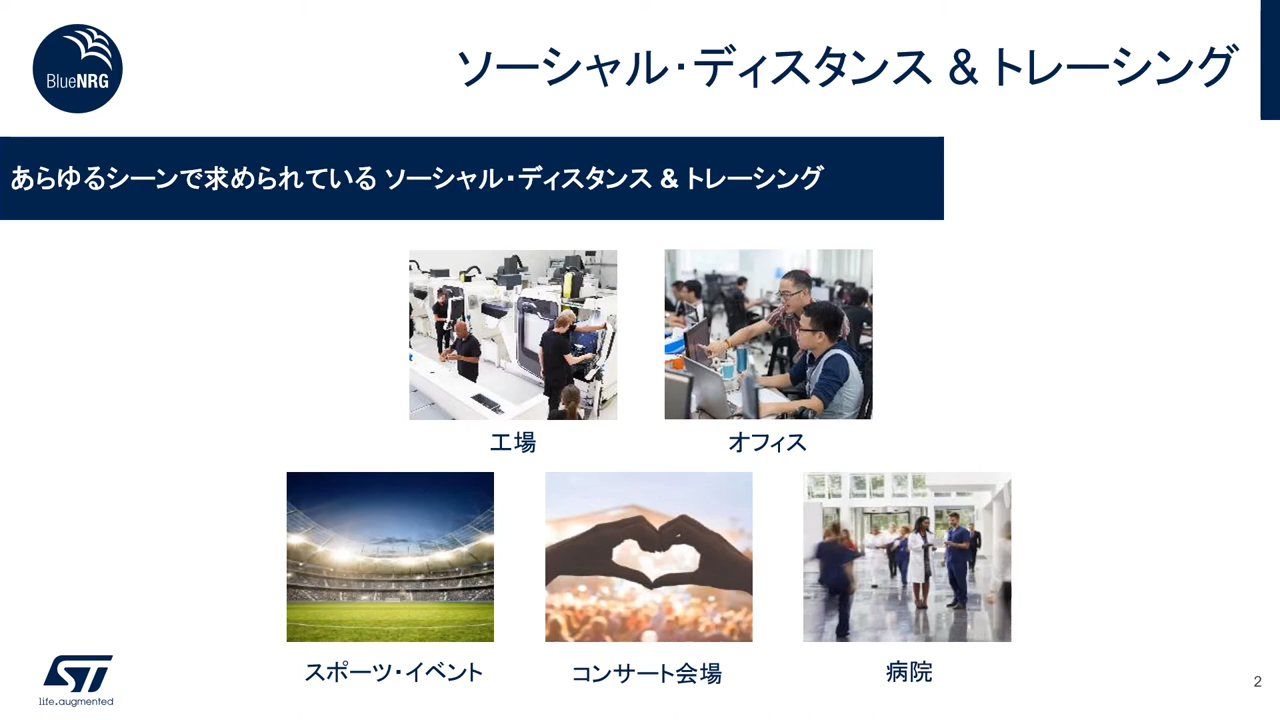 BlueNRG
ソーシャル・ディスタンス & トレーシング
あらゆるシーンで求められている ソーシャル・ディスタンス & トレーシング
工場
オフィス
スポーツ・イベント
コンサート会場
病院
ST
life.augmented
2